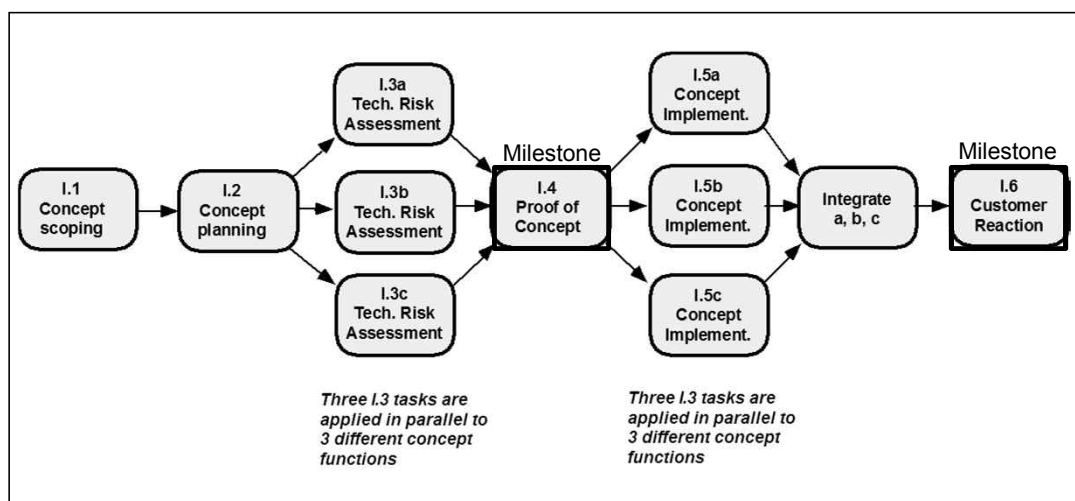 I.1
Concept
scoping
I.2
Concept
planning
I.3a
Tech. Risk
Assessment
I.3b
Tech. Risk
Assessment
I.3c
Tech. Risk
Assessment
Milestone
I.4
Proof of
Concept
I.5a
Concept
Implement.
I.5b
Concept
Implement.
I.5c
Concept
Implement.
Integrate
a, b, c
Milestone
I.6
Customer
Reaction
Three I.3 tasks are
applied in parallel to
3 different concept
functions
Three I.3 tasks are
applied in parallel to
3 different concept
functions